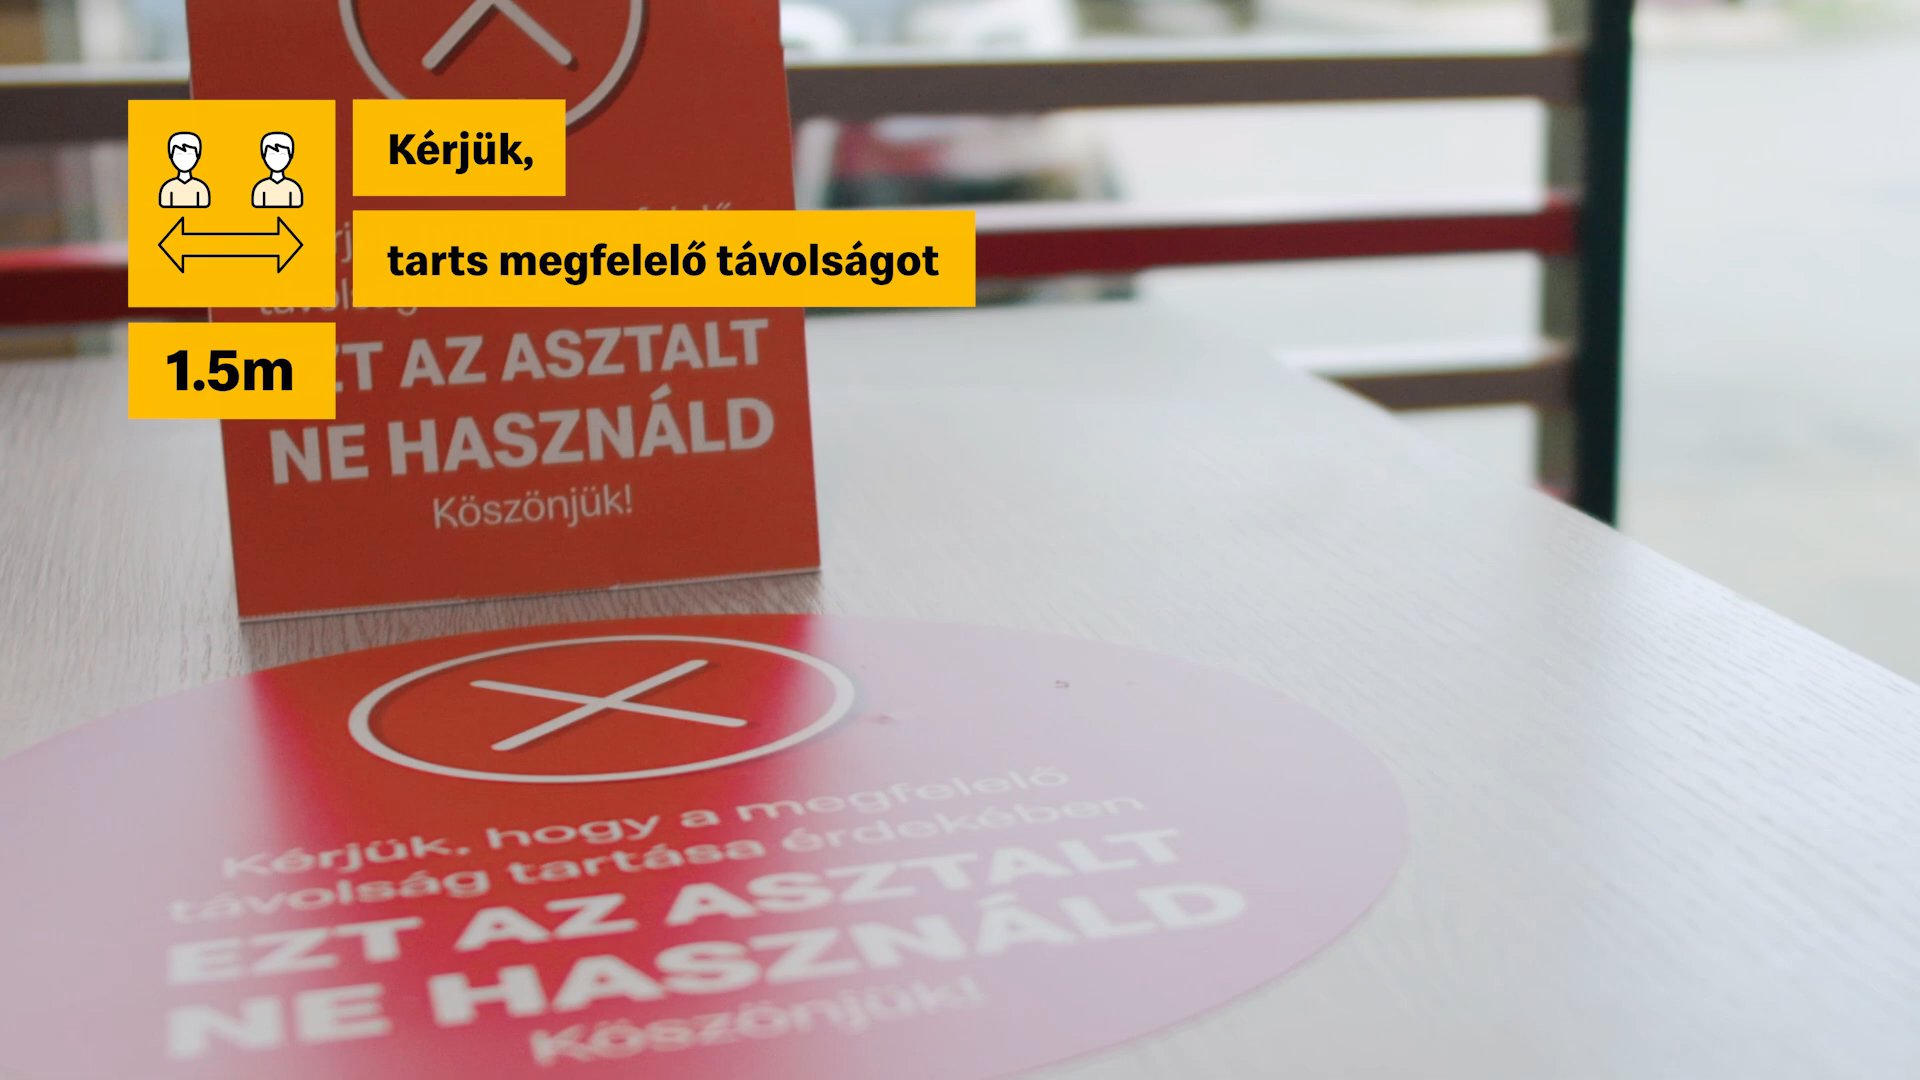 Kérjük,
tarts megfelelő távolságot
1.5m
AZ ASZTALT
NE HASZNÁLD
Köszönjük!
Kérjük, hogy a megfelelő
távolság tartása érdekében
EZT AZ ASZTALT
NE HASZNÁLD
Köszönjük!